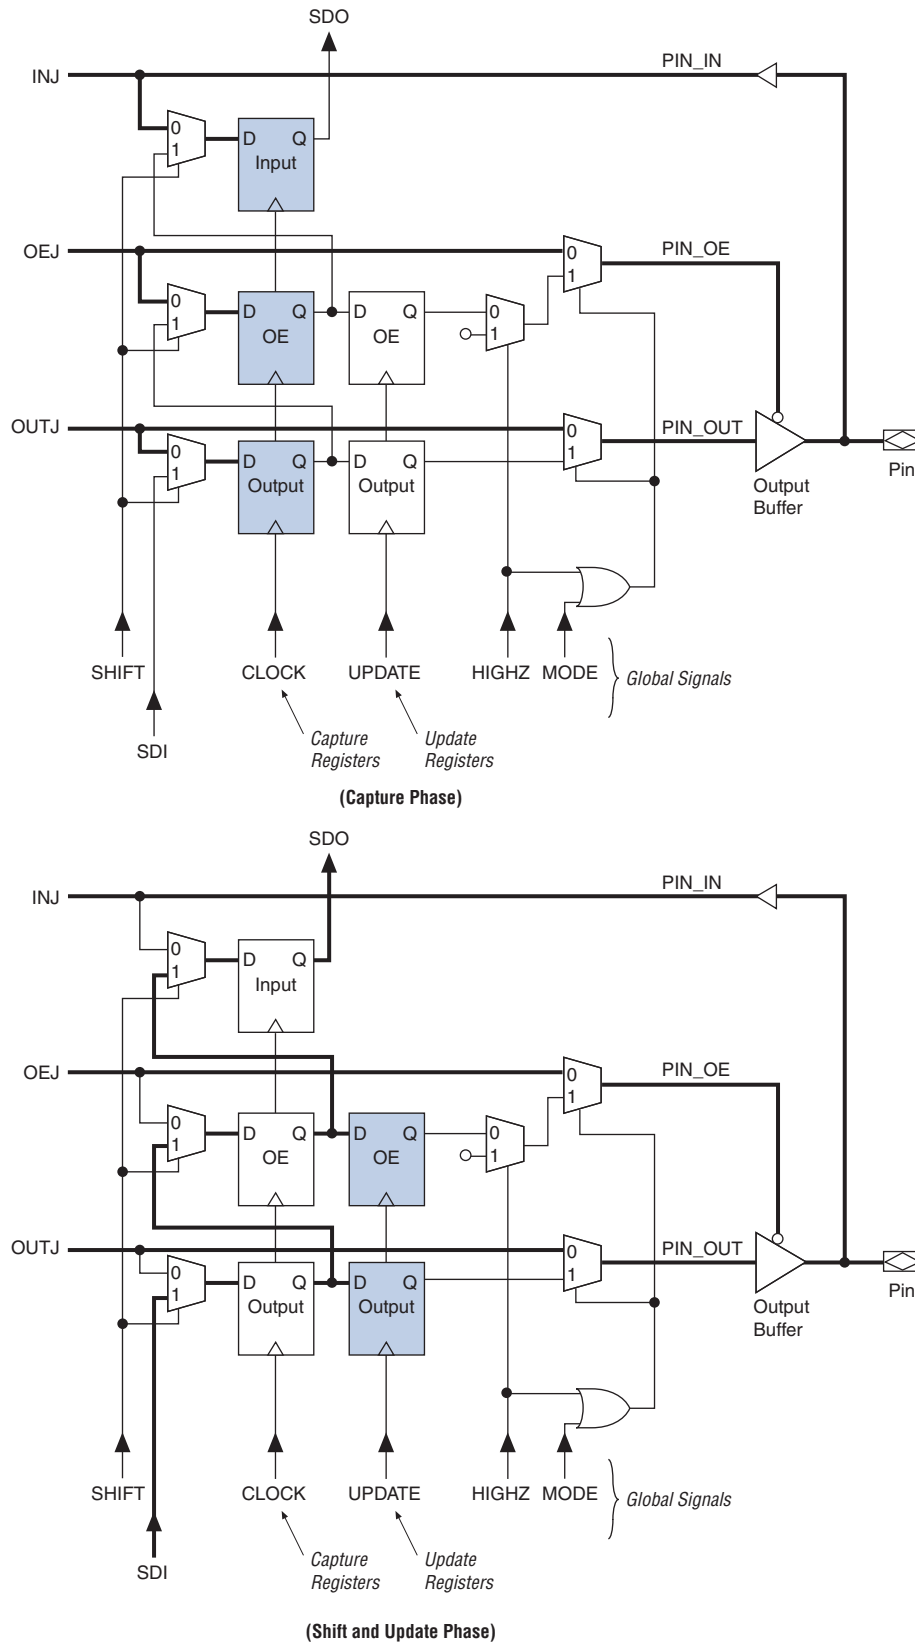 SDO
INJ
PIN_IN
0
1
D Q
Input
OEJ
0
1
PIN_OE
0
1
D Q
OE
D Q
OE
0
1
OUTJ
0
1
PIN_OUT
0
1
D Q
Output
D Q
Output
Pin
Output
Buffer
SHIFT
CLOCK
UPDATE
HIGHZ
MODE
Global Signals
SDI
Capture
Registers
Update
Registers
(Capture Phase)
SDO
INJ
PIN_IN
0
1
D Q
Input
OEJ
0
1
PIN_OE
0
1
D Q
OE
D Q
OE
0
1
OUTJ
0
1
PIN_OUT
0
1
D Q
Output
D Q
Output
Pin
Output
Buffer
SHIFT
CLOCK
UPDATE
HIGHZ
MODE
Global Signals
SDI
Capture
Registers
Update
Registers
(Shift and Update Phase)